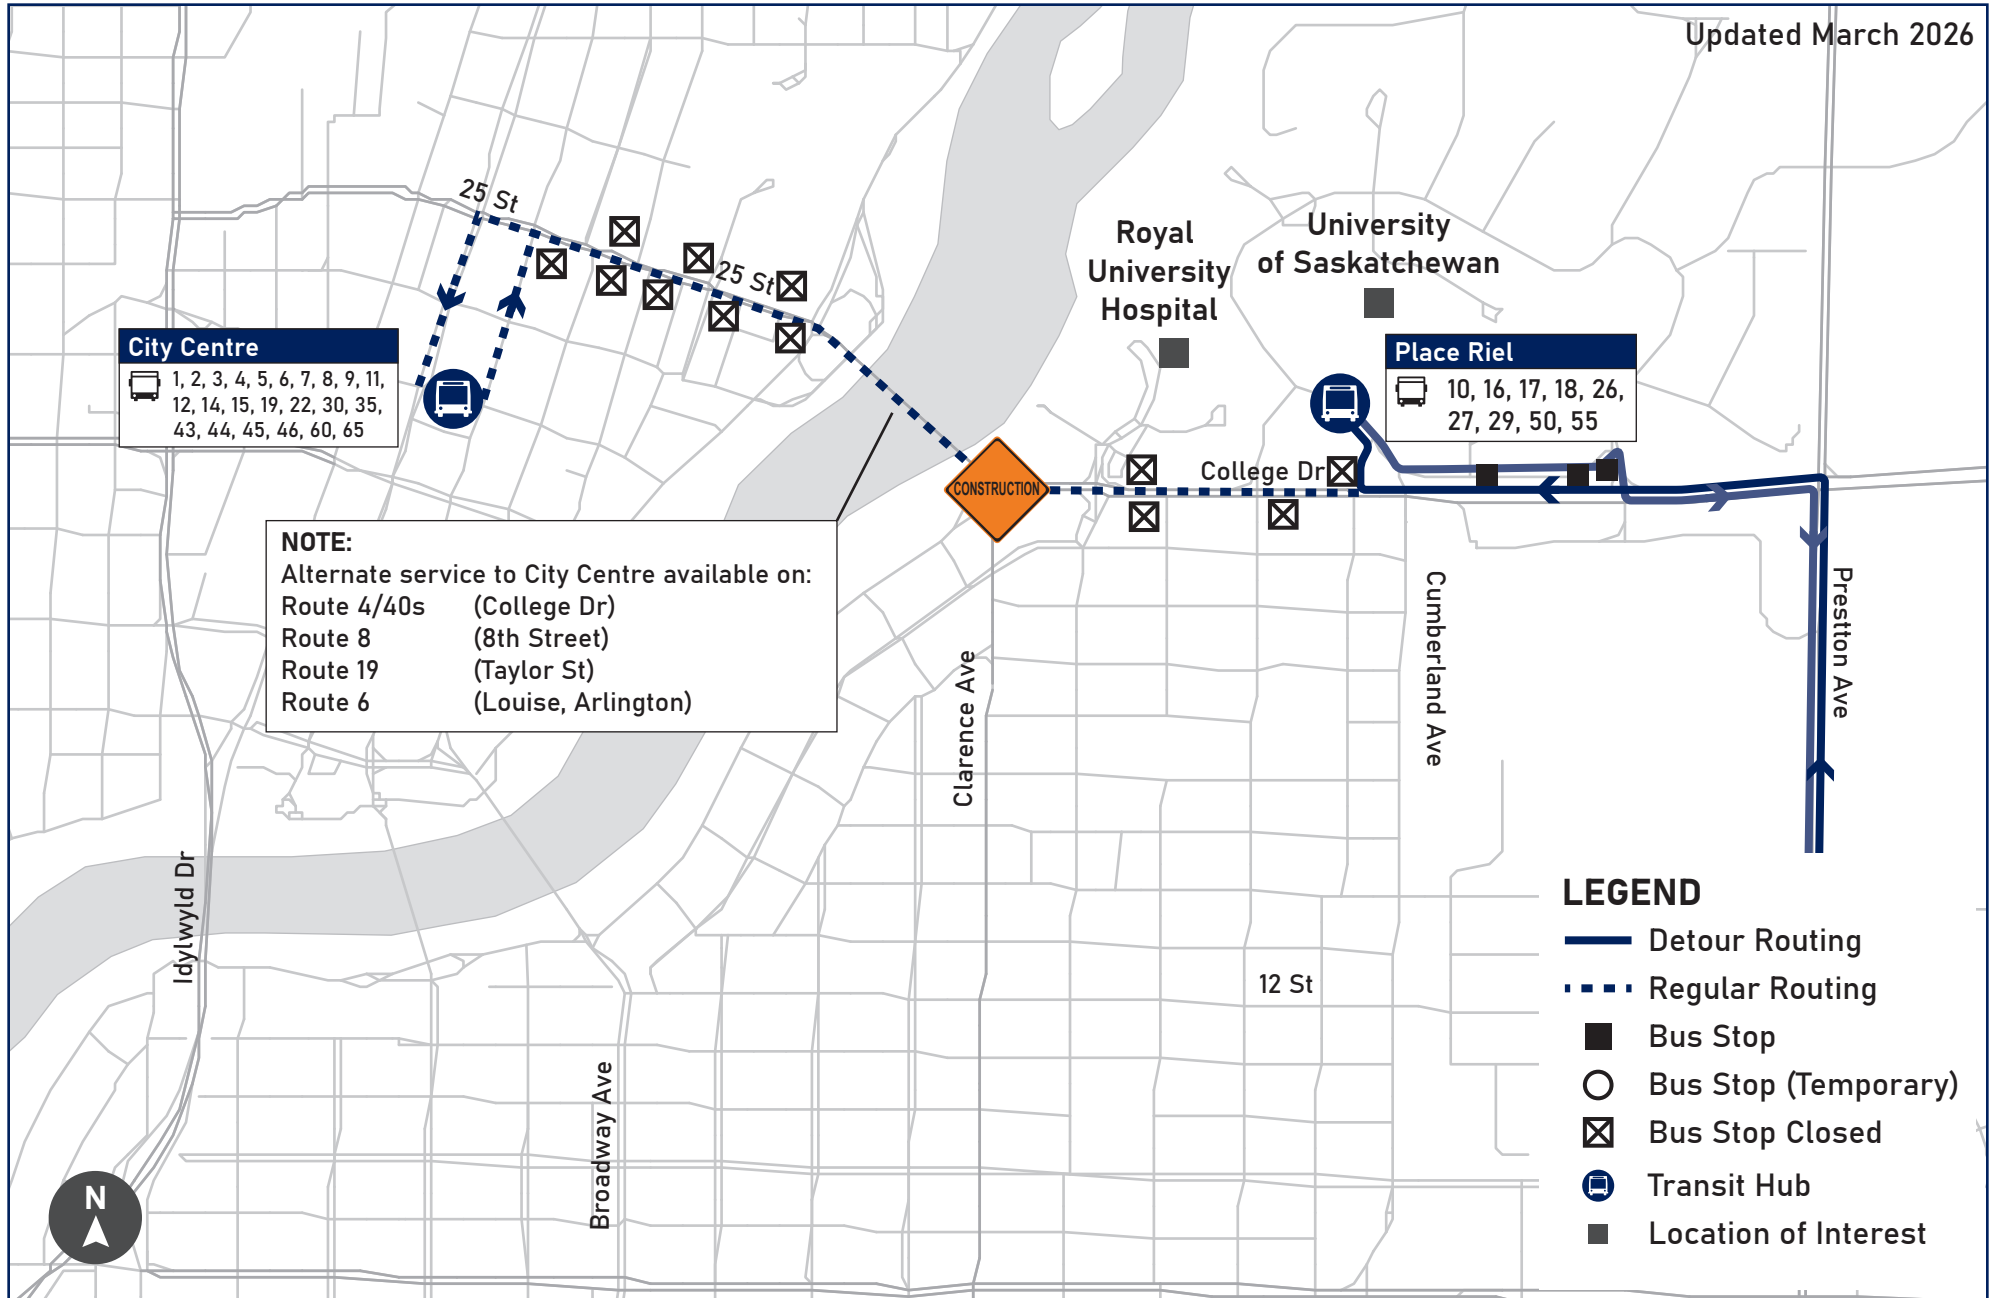 Updated March 2026
25 St
25 St
Royal
University
Hospital
University
of Saskatchewan
City Centre
1, 2, 3, 4, 5, 6, 7, 8, 9, 11,
12, 14, 15, 19, 22, 30, 35,
43, 44, 45, 46, 60, 65
Place Riel
10, 16, 17, 18, 26,
27, 29, 50, 55
College Dr
CONSTRUCTION
NOTE:
Alternate service to City Centre available on:
Route 4/40s (College Dr)
Route 8 (8th Street)
Route 19 (Taylor St)
Route 6 (Louise, Arlington)
Clarence Ave
Cumberland Ave
Prestton Ave
Idylwyld Dr
12 St
Broadway Ave
N
LEGEND
Detour Routing
Regular Routing
Bus Stop
Bus Stop (Temporary)
Bus Stop Closed
Transit Hub
Location of Interest